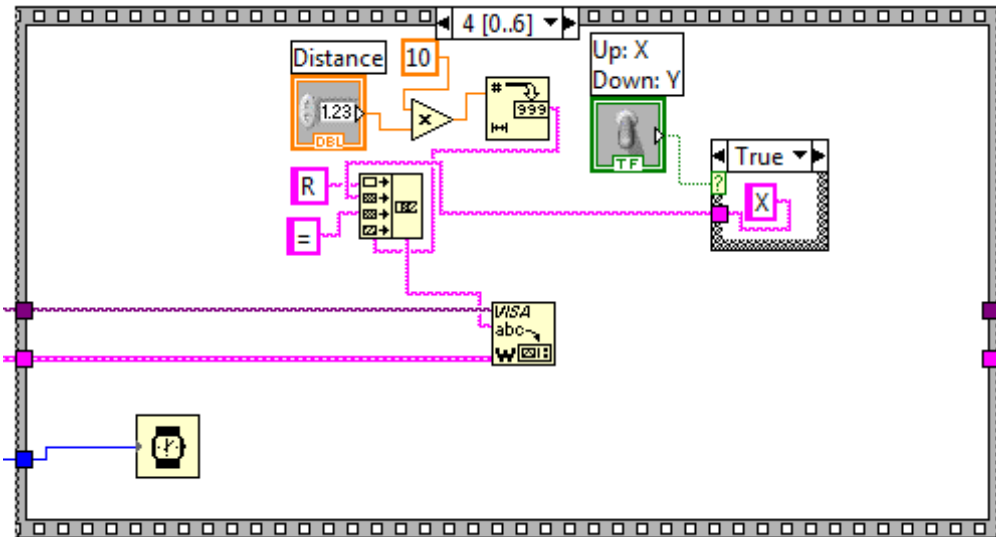 4 [0..6]
Distance
10
Up: X
Down: Y
1.23
DBL
#
999
TF
True
?
X
R
=
VISA
abc
W